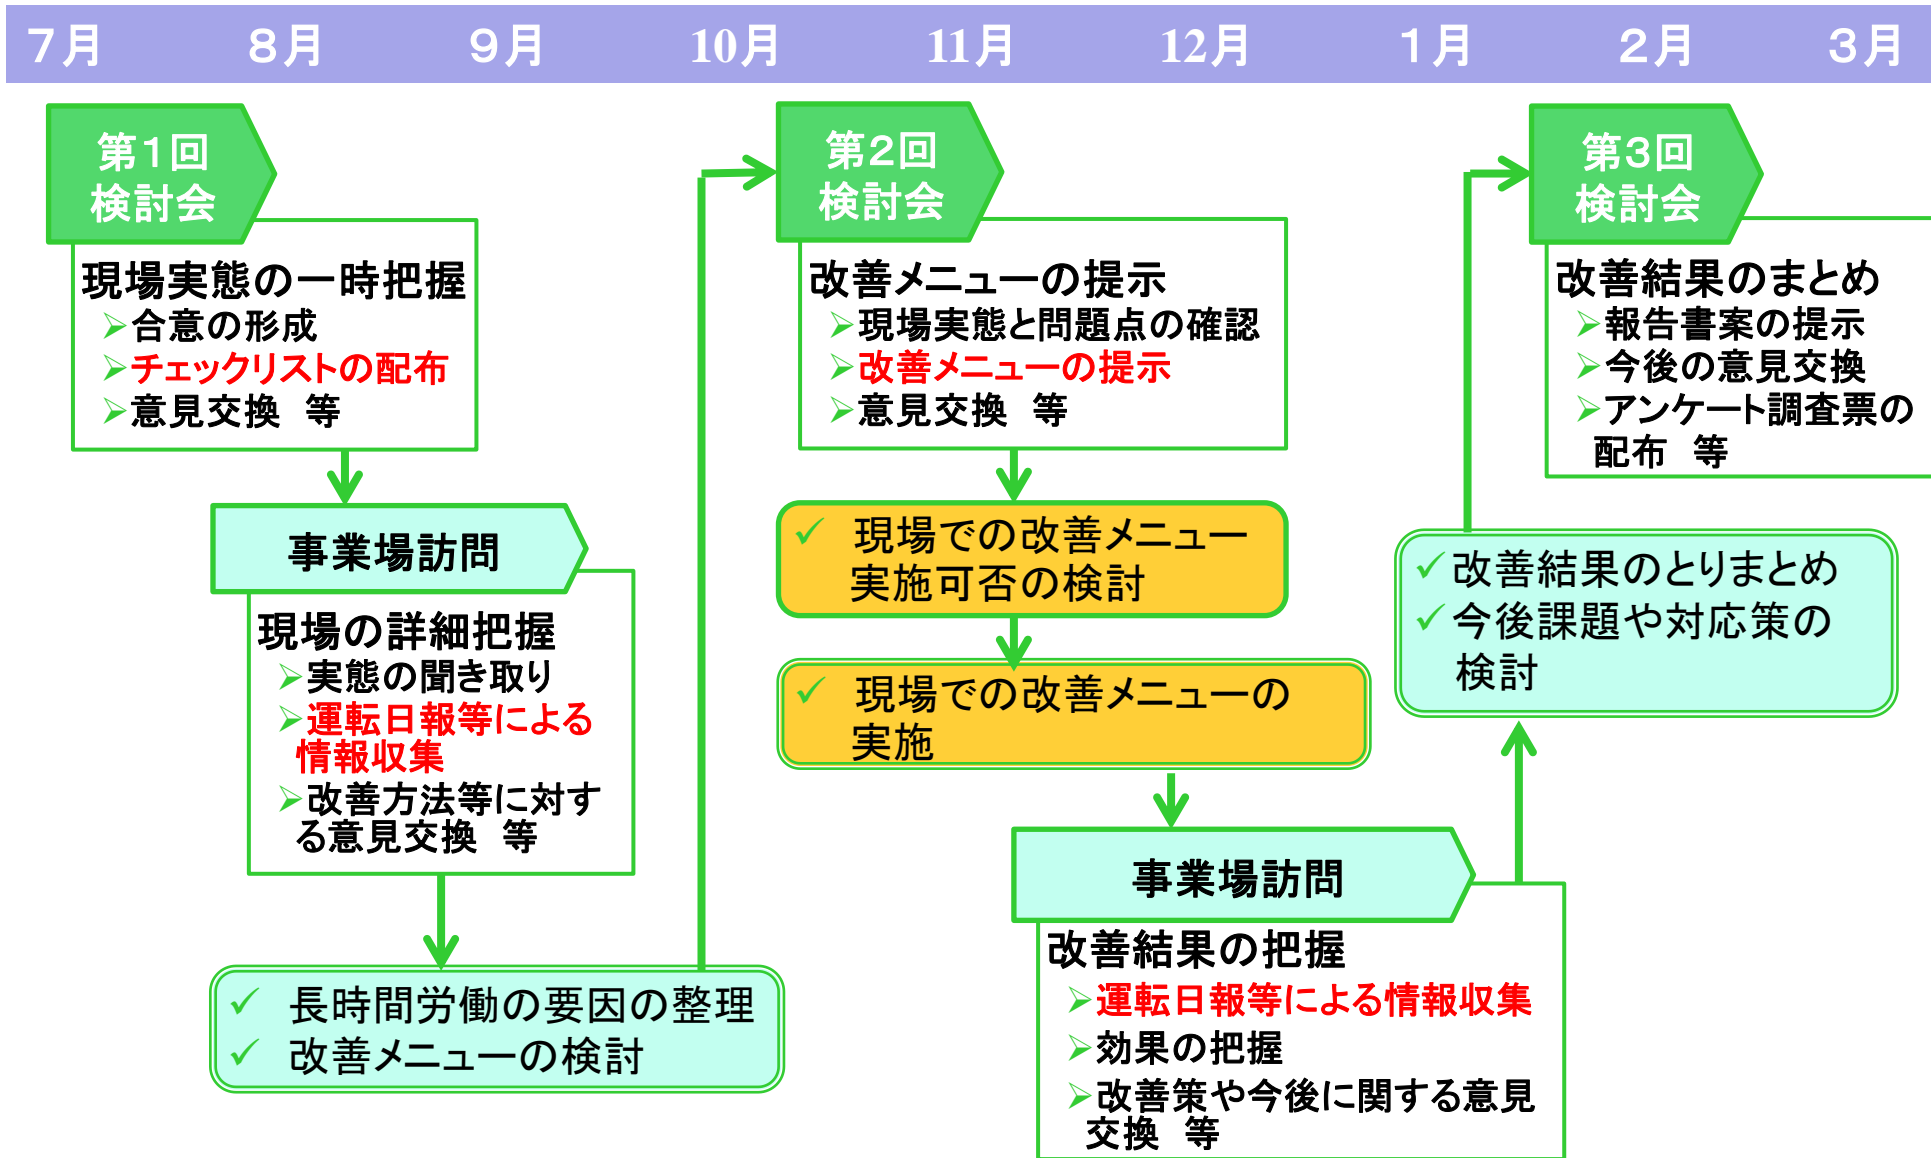 ７月 ８月 ９月 10月 11月 12月 １月 ２月 ３月
第１回
検討会
現場実態の一時把握
合意の形成
チェックリストの配布
意見交換　等
事業場訪問
現場の詳細把握
実態の聞き取り
運転日報等による
情報収集
改善方法等に対す
る意見交換　等
長時間労働の要因の整理
改善メニューの検討
第２回
検討会
改善メニューの提示
現場実態と問題点の確認
改善メニューの提示
意見交換　等
現場での改善メニュー
実施可否の検討
現場での改善メニューの
実施
事業場訪問
改善結果の把握
運転日報等による情報収集
効果の把握
改善策や今後に関する意見
交換　等
改善結果のとりまとめ
今後課題や対応策の
検討
第３回
検討会
改善結果のまとめ
報告書案の提示
今後の意見交換
アンケート調査票の
配布　等